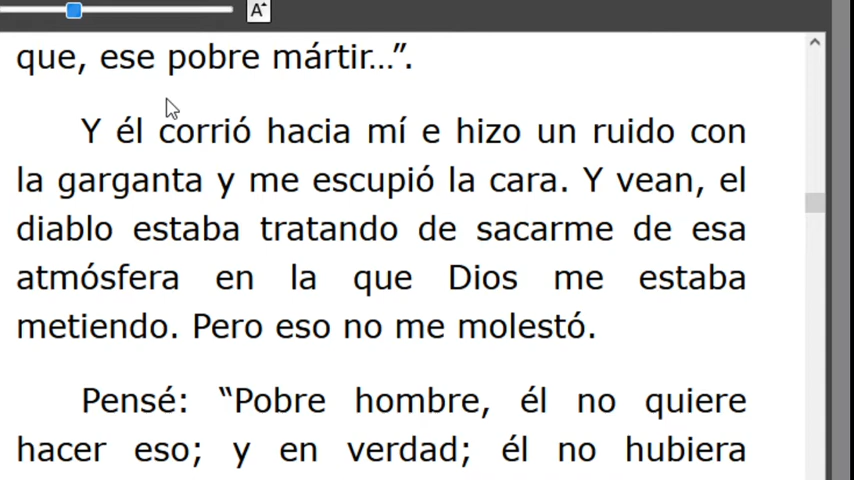 A
que, ese pobre mártir...”.
Y él corrió hacia mí e hizo un ruido con
la garganta y me escupió la cara. Y vean, el
diablo estaba tratando de sacarme de esa
atmósfera en la que Dios me estaba
metiendo. Pero eso no me molestó.
Pensé: “Pobre hombre, él no quiere
hacer eso; y en verdad; él no hubiera